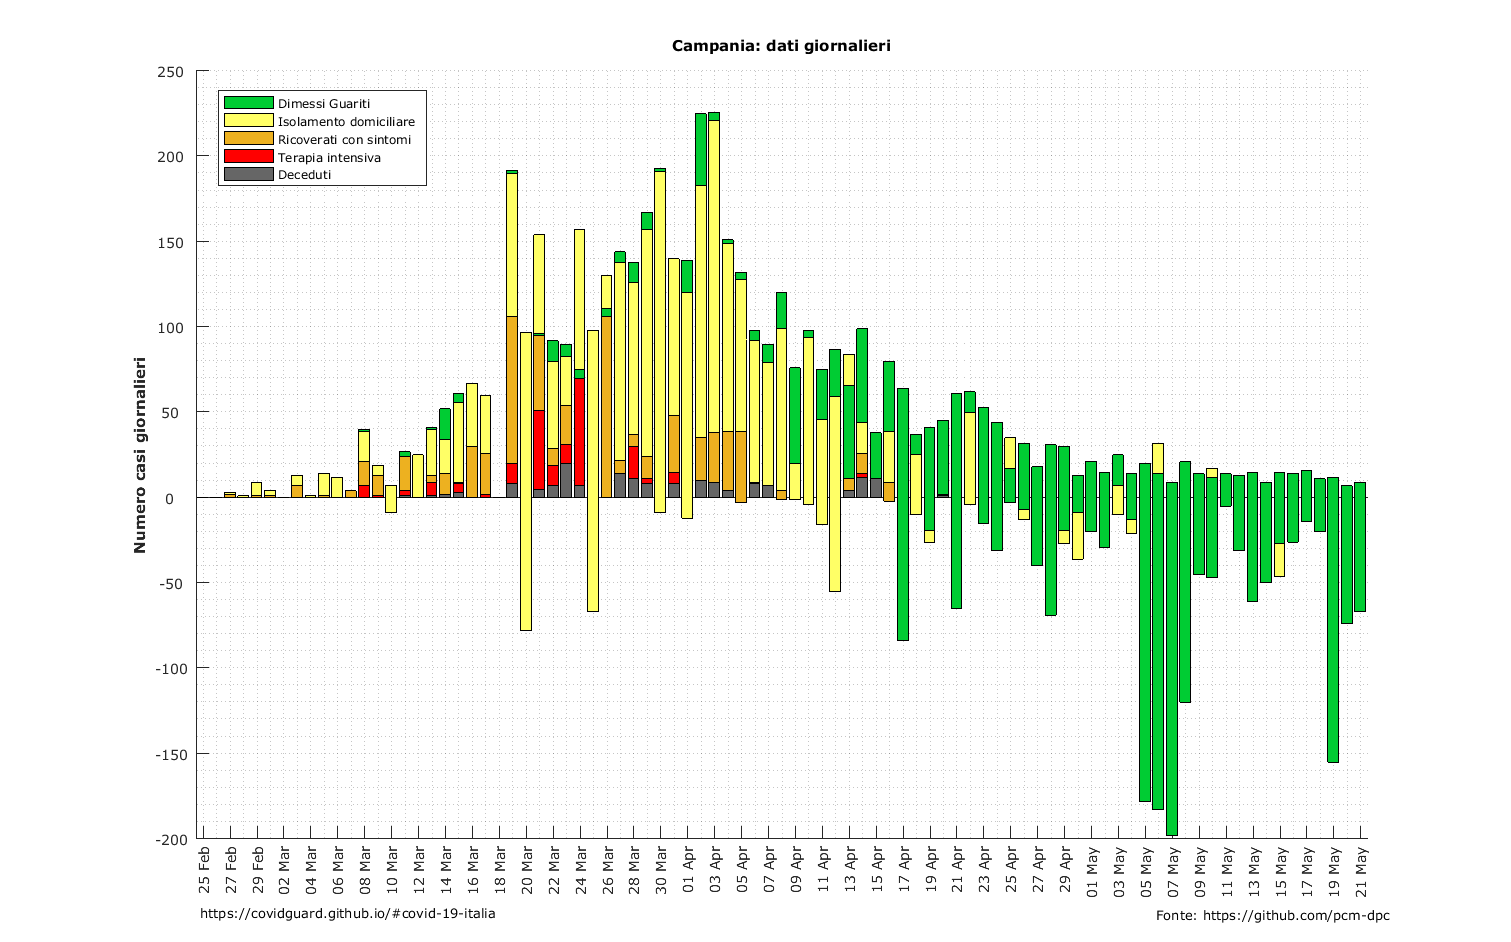 Campania: dati giornalieri
250
200
150
100
50
0
-50
-100
-150
-200
Numero casi giornalieri
Dimessi Guariti
Isolamento domiciliare
Ricoverati con sintomi
Terapia intensiva
Deceduti
25 Feb
27 Feb
29 Feb
02 Mar
04 Mar
06 Mar
08 Mar
10 Mar
12 Mar
14 Mar
16 Mar
18 Mar
20 Mar
22 Mar
24 Mar
26 Mar
28 Mar
30 Mar
01 Apr
03 Apr
05 Apr
07 Apr
09 Apr
11 Apr
13 Apr
15 Apr
17 Apr
19 Apr
21 Apr
23 Apr
25 Apr
27 Apr
29 Apr
01 May
03 May
05 May
07 May
09 May
11 May
13 May
15 May
17 May
19 May
21 May
https://covidguard.github.io/#covid-19-italia
Fonte: https://github.com/pcm-dpc